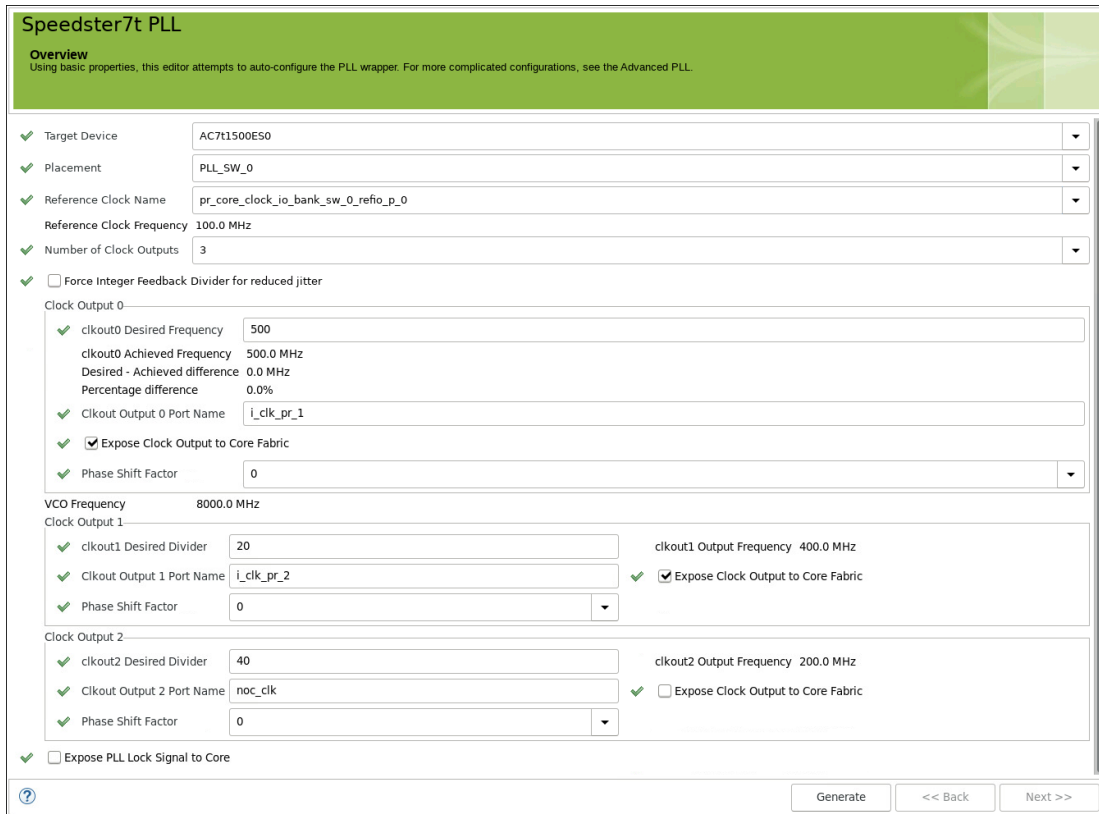 Speedster7t PLL
Overview
Using basic properties, this editor attempts to auto-configure the PLL wrapper. For more complicated configurations, see the Advanced PLL.
Target Device AC7t1500ES0
Placement PLL_SW_0
Reference Clock Name pr_core_clock_io_bank_sw_0_refio_p_0
Reference Clock Frequency 100.0 MHz
Number of Clock Outputs 3
Force Integer Feedback Divider for reduced jitter
Clock Output 0
clkout0 Desired Frequency 500
clkout0 Achieved Frequency 500.0 MHz
Desired - Achieved difference 0.0 MHz
Percentage difference 0.0%
Clkout Output 0 Port Name i_clk_pr_1
Expose Clock Output to Core Fabric
Phase Shift Factor 0
VCO Frequency 8000.0 MHz
Clock Output 1
clkout1 Desired Divider 20 clkout1 Output Frequency 400.0 MHz
Clkout Output 1 Port Name i_clk_pr_2 Expose Clock Output to Core Fabric
Phase Shift Factor 0
Clock Output 2
clkout2 Desired Divider 40 clkout2 Output Frequency 200.0 MHz
Clkout Output 2 Port Name noc_clk Expose Clock Output to Core Fabric
Phase Shift Factor 0
Expose PLL Lock Signal to Core
? Generate << Back Next >>